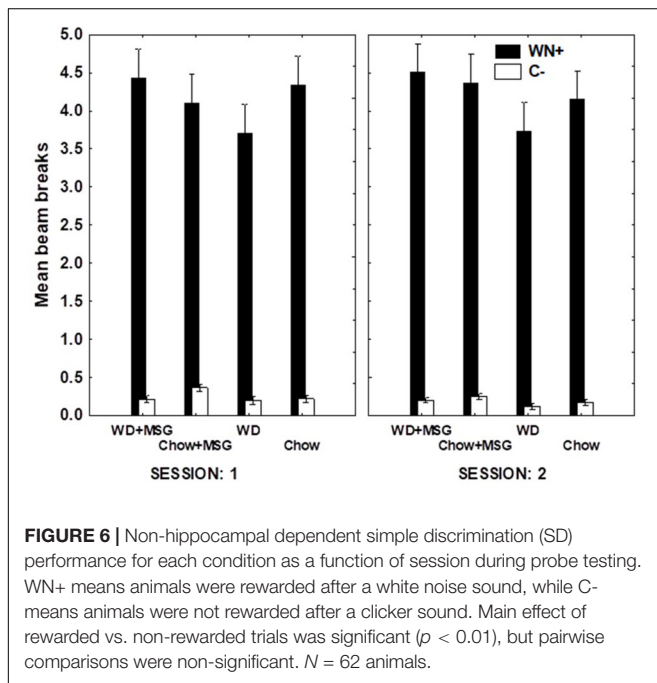 5.0
4.5
4.0
3.5
3.0
2.5
2.0
1.5
1.0
0.5
0.0
Mean beam breaks
WD+MSG WD
Chow+MSG Chow
SESSION: 1
WN+
C-
WD+MSG WD
Chow+MSG Chow
SESSION: 2
FIGURE 6 | Non-hippocampal dependent simple discrimination (SD)
performance for each condition as a function of session during probe testing.
WN+ means animals were rewarded after a white noise sound, while C-
means animals were not rewarded after a clicker sound. Main effect of
rewarded vs. non-rewarded trials was significant (p < 0.01), but pairwise
comparisons were non-significant. N = 62 animals.